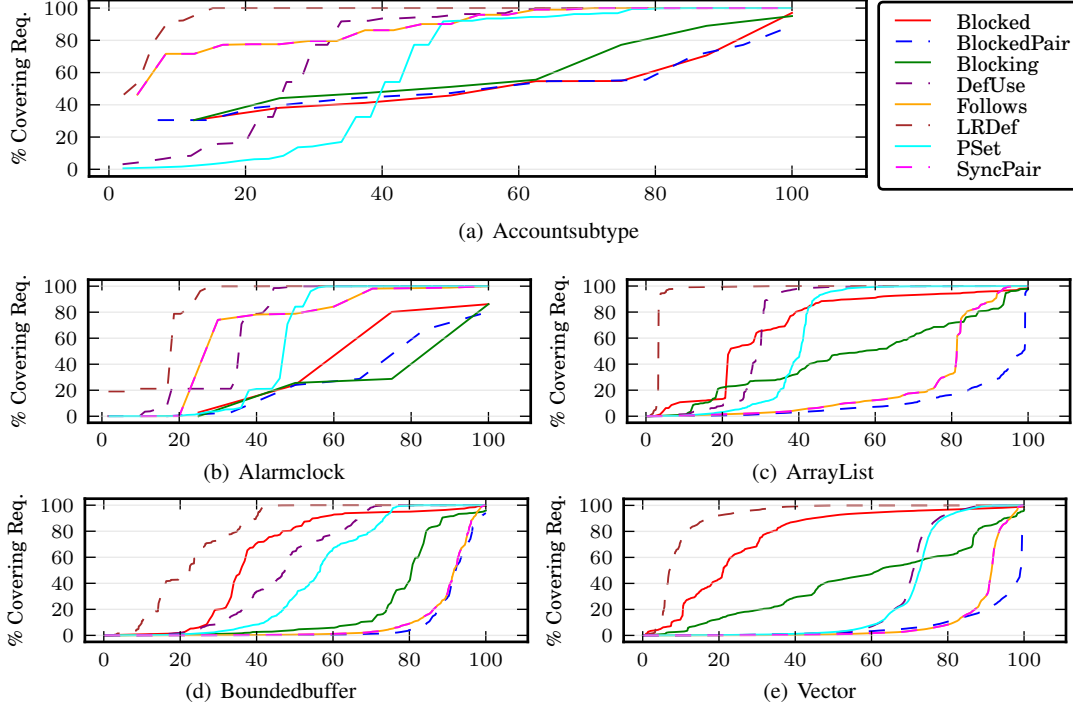 % Covering Req.
100
80
60
40
20
0
0 20 40 60 80 100
Blocked
BlockedPair
Blocking
DefUse
Follows
LRDef
PSet
SyncPair
(a) Accountsubtype
% Covering Req.
100
80
60
40
20
0
0 20 40 60 80 100
(b) Alarmclock
% Covering Req.
100
80
60
40
20
0
0 20 40 60 80 100
(c) ArrayList
% Covering Req.
100
80
60
40
20
0
0 20 40 60 80 100
(d) Boundedbuffer
% Covering Req.
100
80
60
40
20
0
0 20 40 60 80 100
(e) Vector